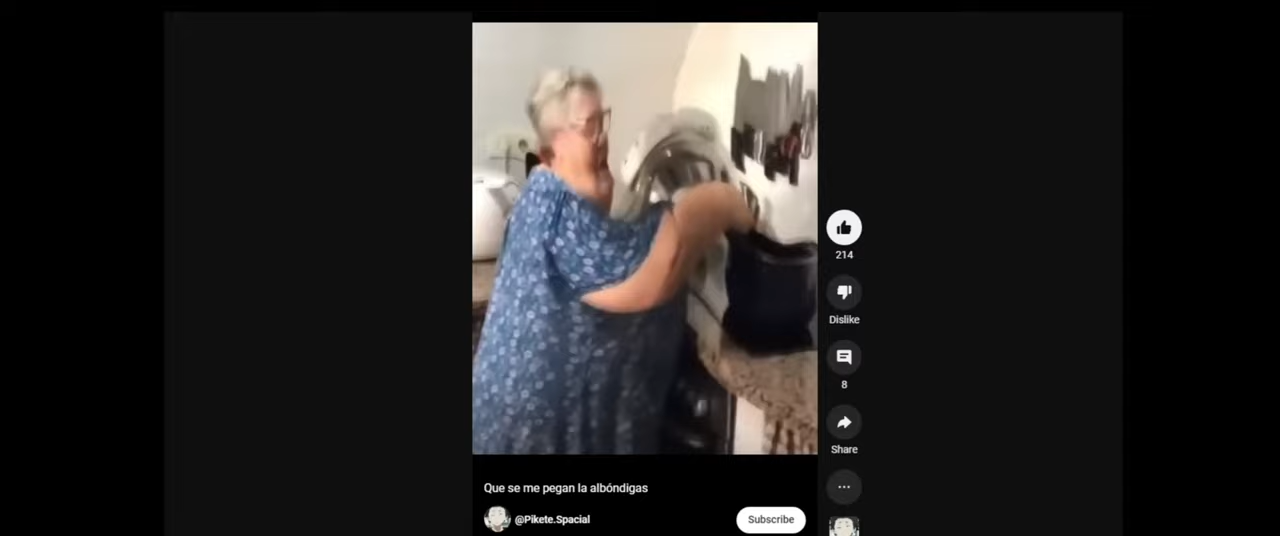 214
Dislike
8
Share
Que se me pegan la albóndigas
@Pikete.Spacial
Subscribe